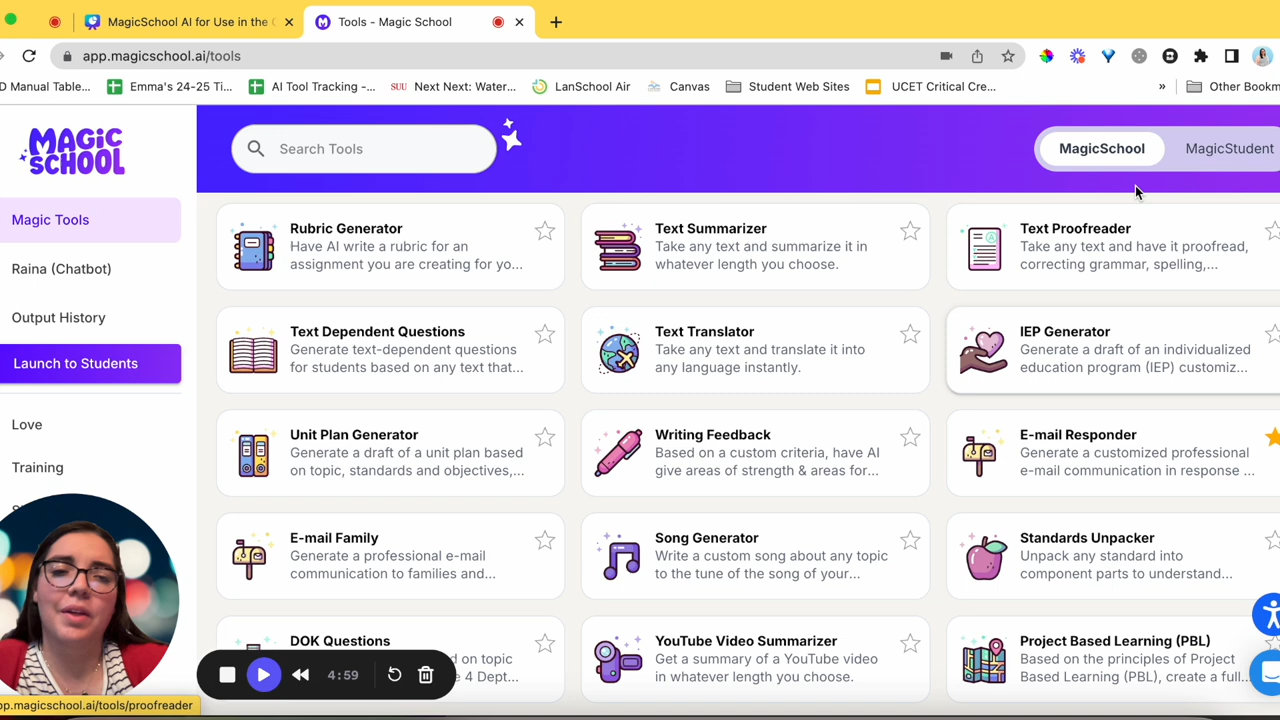 MagicSchool AI for Use in the
Tools - Magic School
app.magicschool.ai/tools
D Manual Table...
Emma's 24-25 Ti...
AI Tool Tracking -...
SUU
Next Next: Water...
LanSchool Air
Canvas
Student Web Sites
UCET Critical Cre...
»
Other Bookm
MAGIC
SCHOOL
Search Tools
MagicSchool
MagicStudent
Magic Tools
Raina (Chatbot)
Output History
Launch to Students
Love
Training
Rubric Generator
Have AI write a rubric for an
assignment you are creating for yo...
Text Summarizer
Take any text and summarize it in
whatever length you choose.
Text Proofreader
Take any text and have it proofread,
correcting grammar, spelling,...
Text Dependent Questions
Generate text-dependent questions
for students based on any text that...
Text Translator
Take any text and translate it into
any language instantly.
IEP Generator
Generate a draft of an individualized
education program (IEP) customiz...
Unit Plan Generator
Generate a draft of a unit plan based
on topic, standards and objectives,...
Writing Feedback
Based on a custom criteria, have AI
give areas of strength & areas for...
E-mail Responder
Generate a customized professional
e-mail communication in response ...
E-mail Family
Generate a professional e-mail
communication to families and...
Song Generator
Write a custom song about any topic
to the tune of the song of your...
Standards Unpacker
Unpack any standard into
component parts to understand...
DOK Questions
d on topic
e 4 Dept...
YouTube Video Summarizer
Get a summary of a YouTube video
in whatever length you choose.
Project Based Learning (PBL)
Based on the principles of Project
Based Learning (PBL), create a full...
4:59
pp.magicschool.ai/tools/proofreader